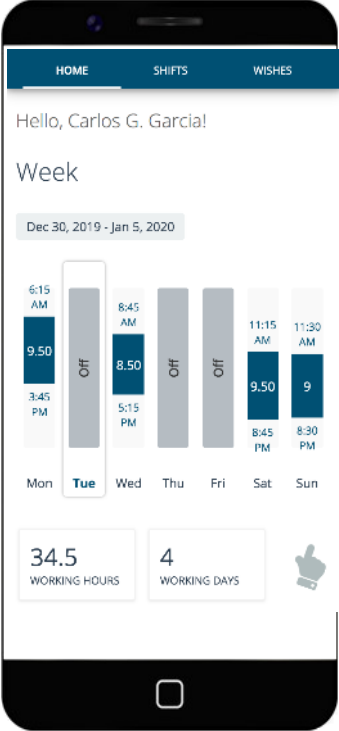 HOME SHIFTS WISHES
Hello, Carlos G. Garcia!
Week
Dec 30, 2019 - Jan 5, 2020
6:15
AM
9.50
3:45
PM
Mon
Off
Tue
8:45
AM
8.50
5:15
PM
Wed
Off
Thu
Off
Fri
11:15
AM
9.50
8:45
PM
Sat
11:30
AM
9
8:30
PM
Sun
34.5
WORKING HOURS
4
WORKING DAYS